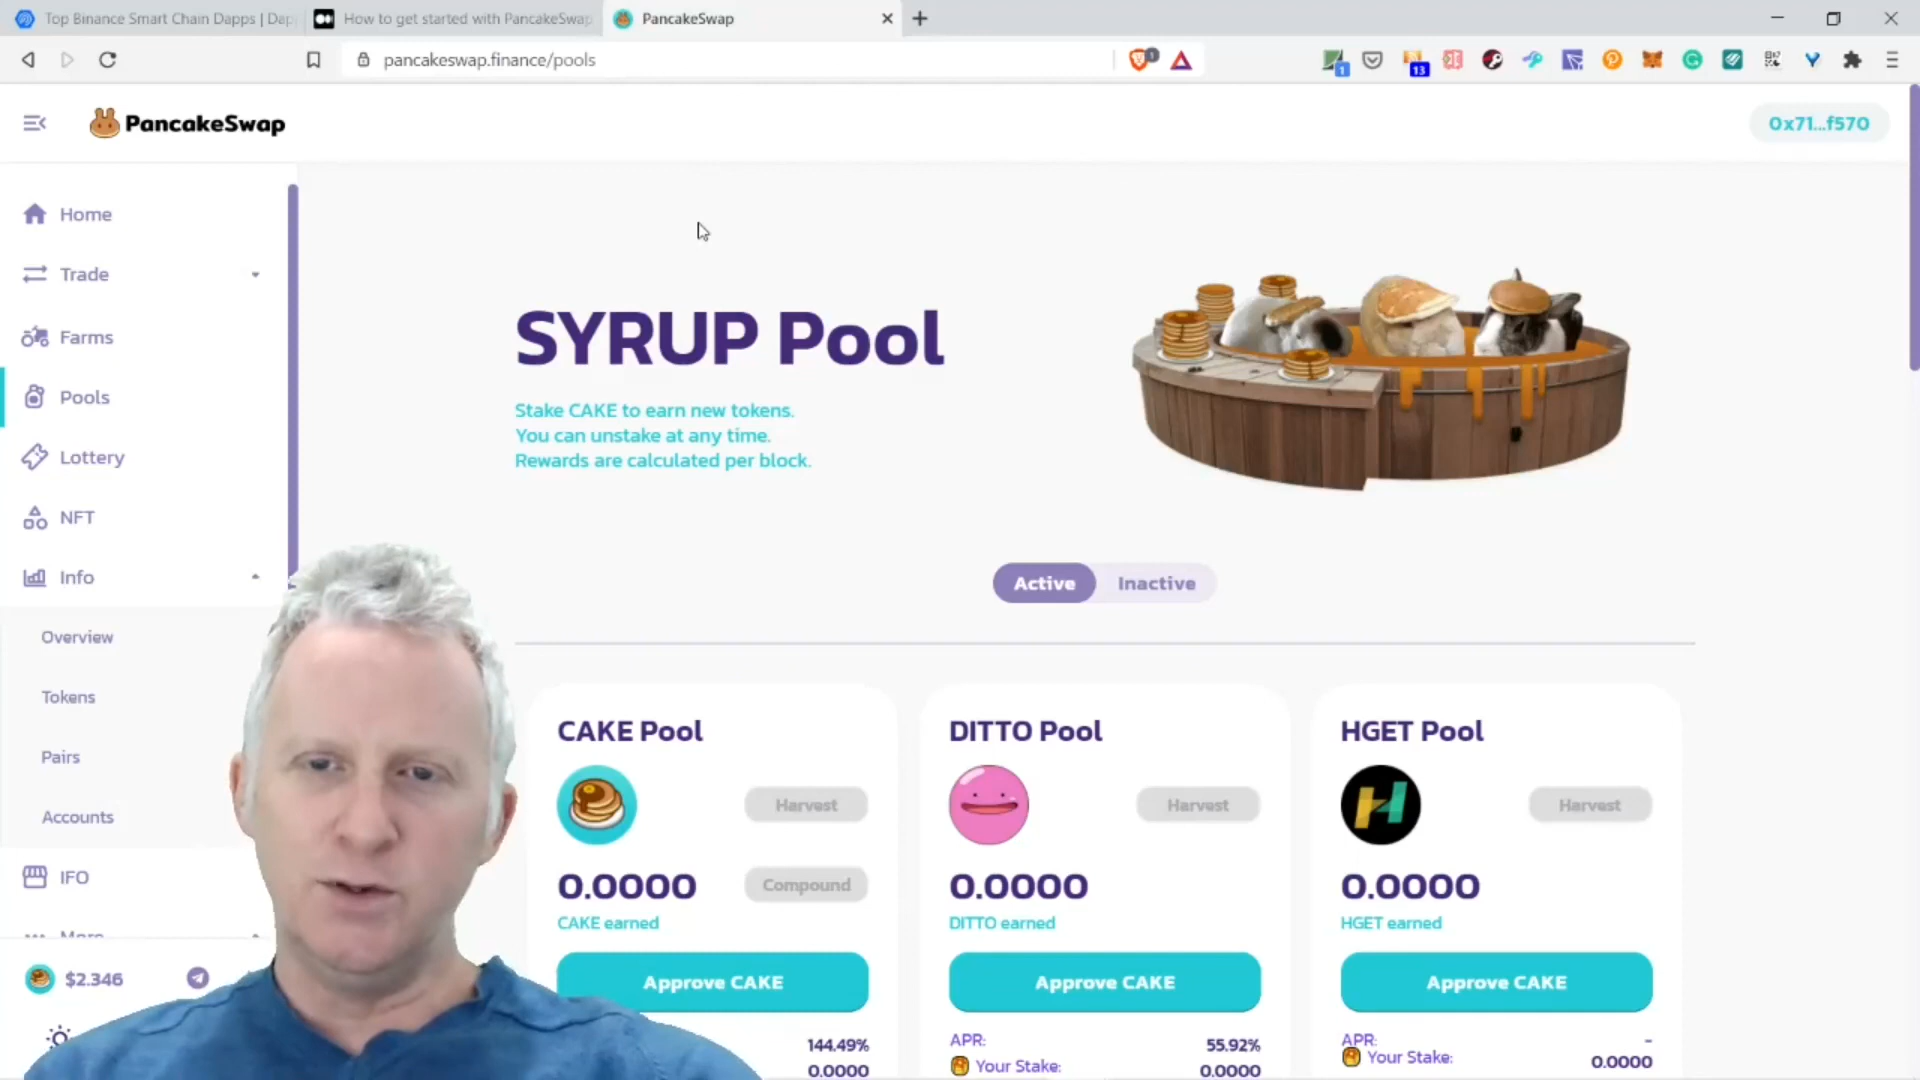 Top Binance Smart Chain Dapps | Dap
How to get started with PancakeSwap
PancakeSwap
pancakeswap.finance/pools
1
1
13
PancakeSwap
0x71...f570
Home
Trade
Farms
Pools
Lottery
NFT
Info
Overview
Tokens
Pairs
Accounts
IFO
More
$2.346
SYRUP Pool
Stake CAKE to earn new tokens.
You can unstake at any time.
Rewards are calculated per block.
Active
Inactive
CAKE Pool
Harvest
0.0000
Compound
CAKE earned
Approve CAKE
144.49%
0.0000
DITTO Pool
Harvest
0.0000
DITTO earned
Approve CAKE
APR:
55.92%
Your Stake:
0.0000
HGET Pool
Harvest
0.0000
HGET earned
Approve CAKE
APR:
-
Your Stake:
0.0000